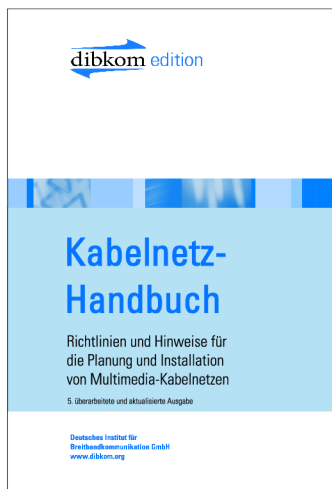 dibkom edition
Kabelnetz-
Handbuch
Richtlinien und Hinweise für
die Planung und Installation
von Multimedia-Kabelnetzen
5. überarbeitete und aktualisierte Ausgabe
Deutsches Institut für
Breitbandkommunikation GmbH
www.dibkom.org